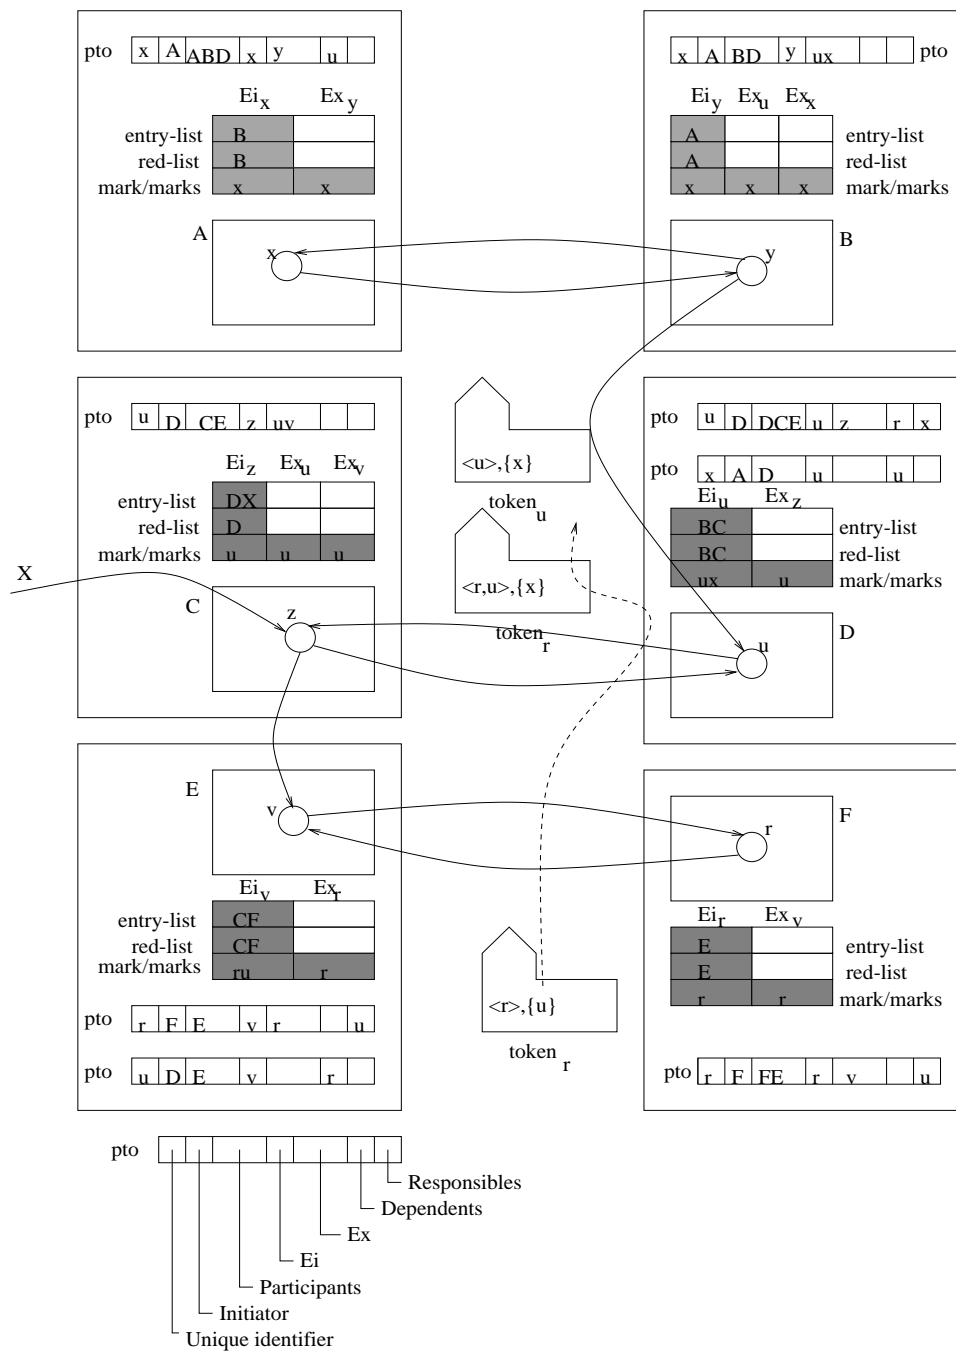 pto x A ABD x y u
Ei x Ex y
entry-list B
red-list B
mark/marks x x
A
x
x A BD y ux pto
Ei y Ex u Ex x
A entry-list
A red-list
x x x mark/marks
B
y
pto u D CE z uv
Ei z Ex u Ex v
entry-list DX
red-list D
mark/marks u u u
X
C
z
<u>,{x}
token u
<r,u>,{x}
token r
pto u D DCE u z r x
pto x A D u u
Ei u Ex z
BC entry-list
BC red-list
ux u mark/marks
D
u
E
v
Ei v Ex r
entry-list CF
red-list CF
mark/marks ru r
pto r F E v r u
pto u D E v r
<r>,{u}
token r
F
r
Ei r Ex v
E entry-list
E red-list
r r mark/marks
pto r F FE r v u
pto
Responsibles
Dependents
Ex
Ei
Participants
Initiator
Unique identifier